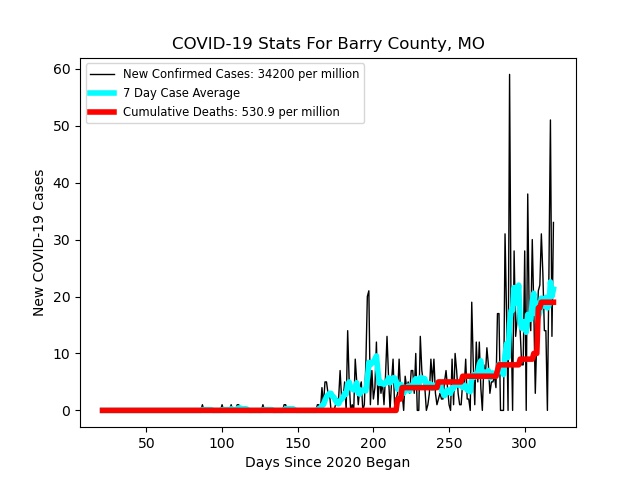 COVID-19 Stats For Barry County, MO
New Confirmed Cases: 34200 per million
7 Day Case Average
Cumulative Deaths: 530.9 per million
60
50
40
30
20
10
0
New COVID-19 Cases
50 100 150 200 250 300
Days Since 2020 Began